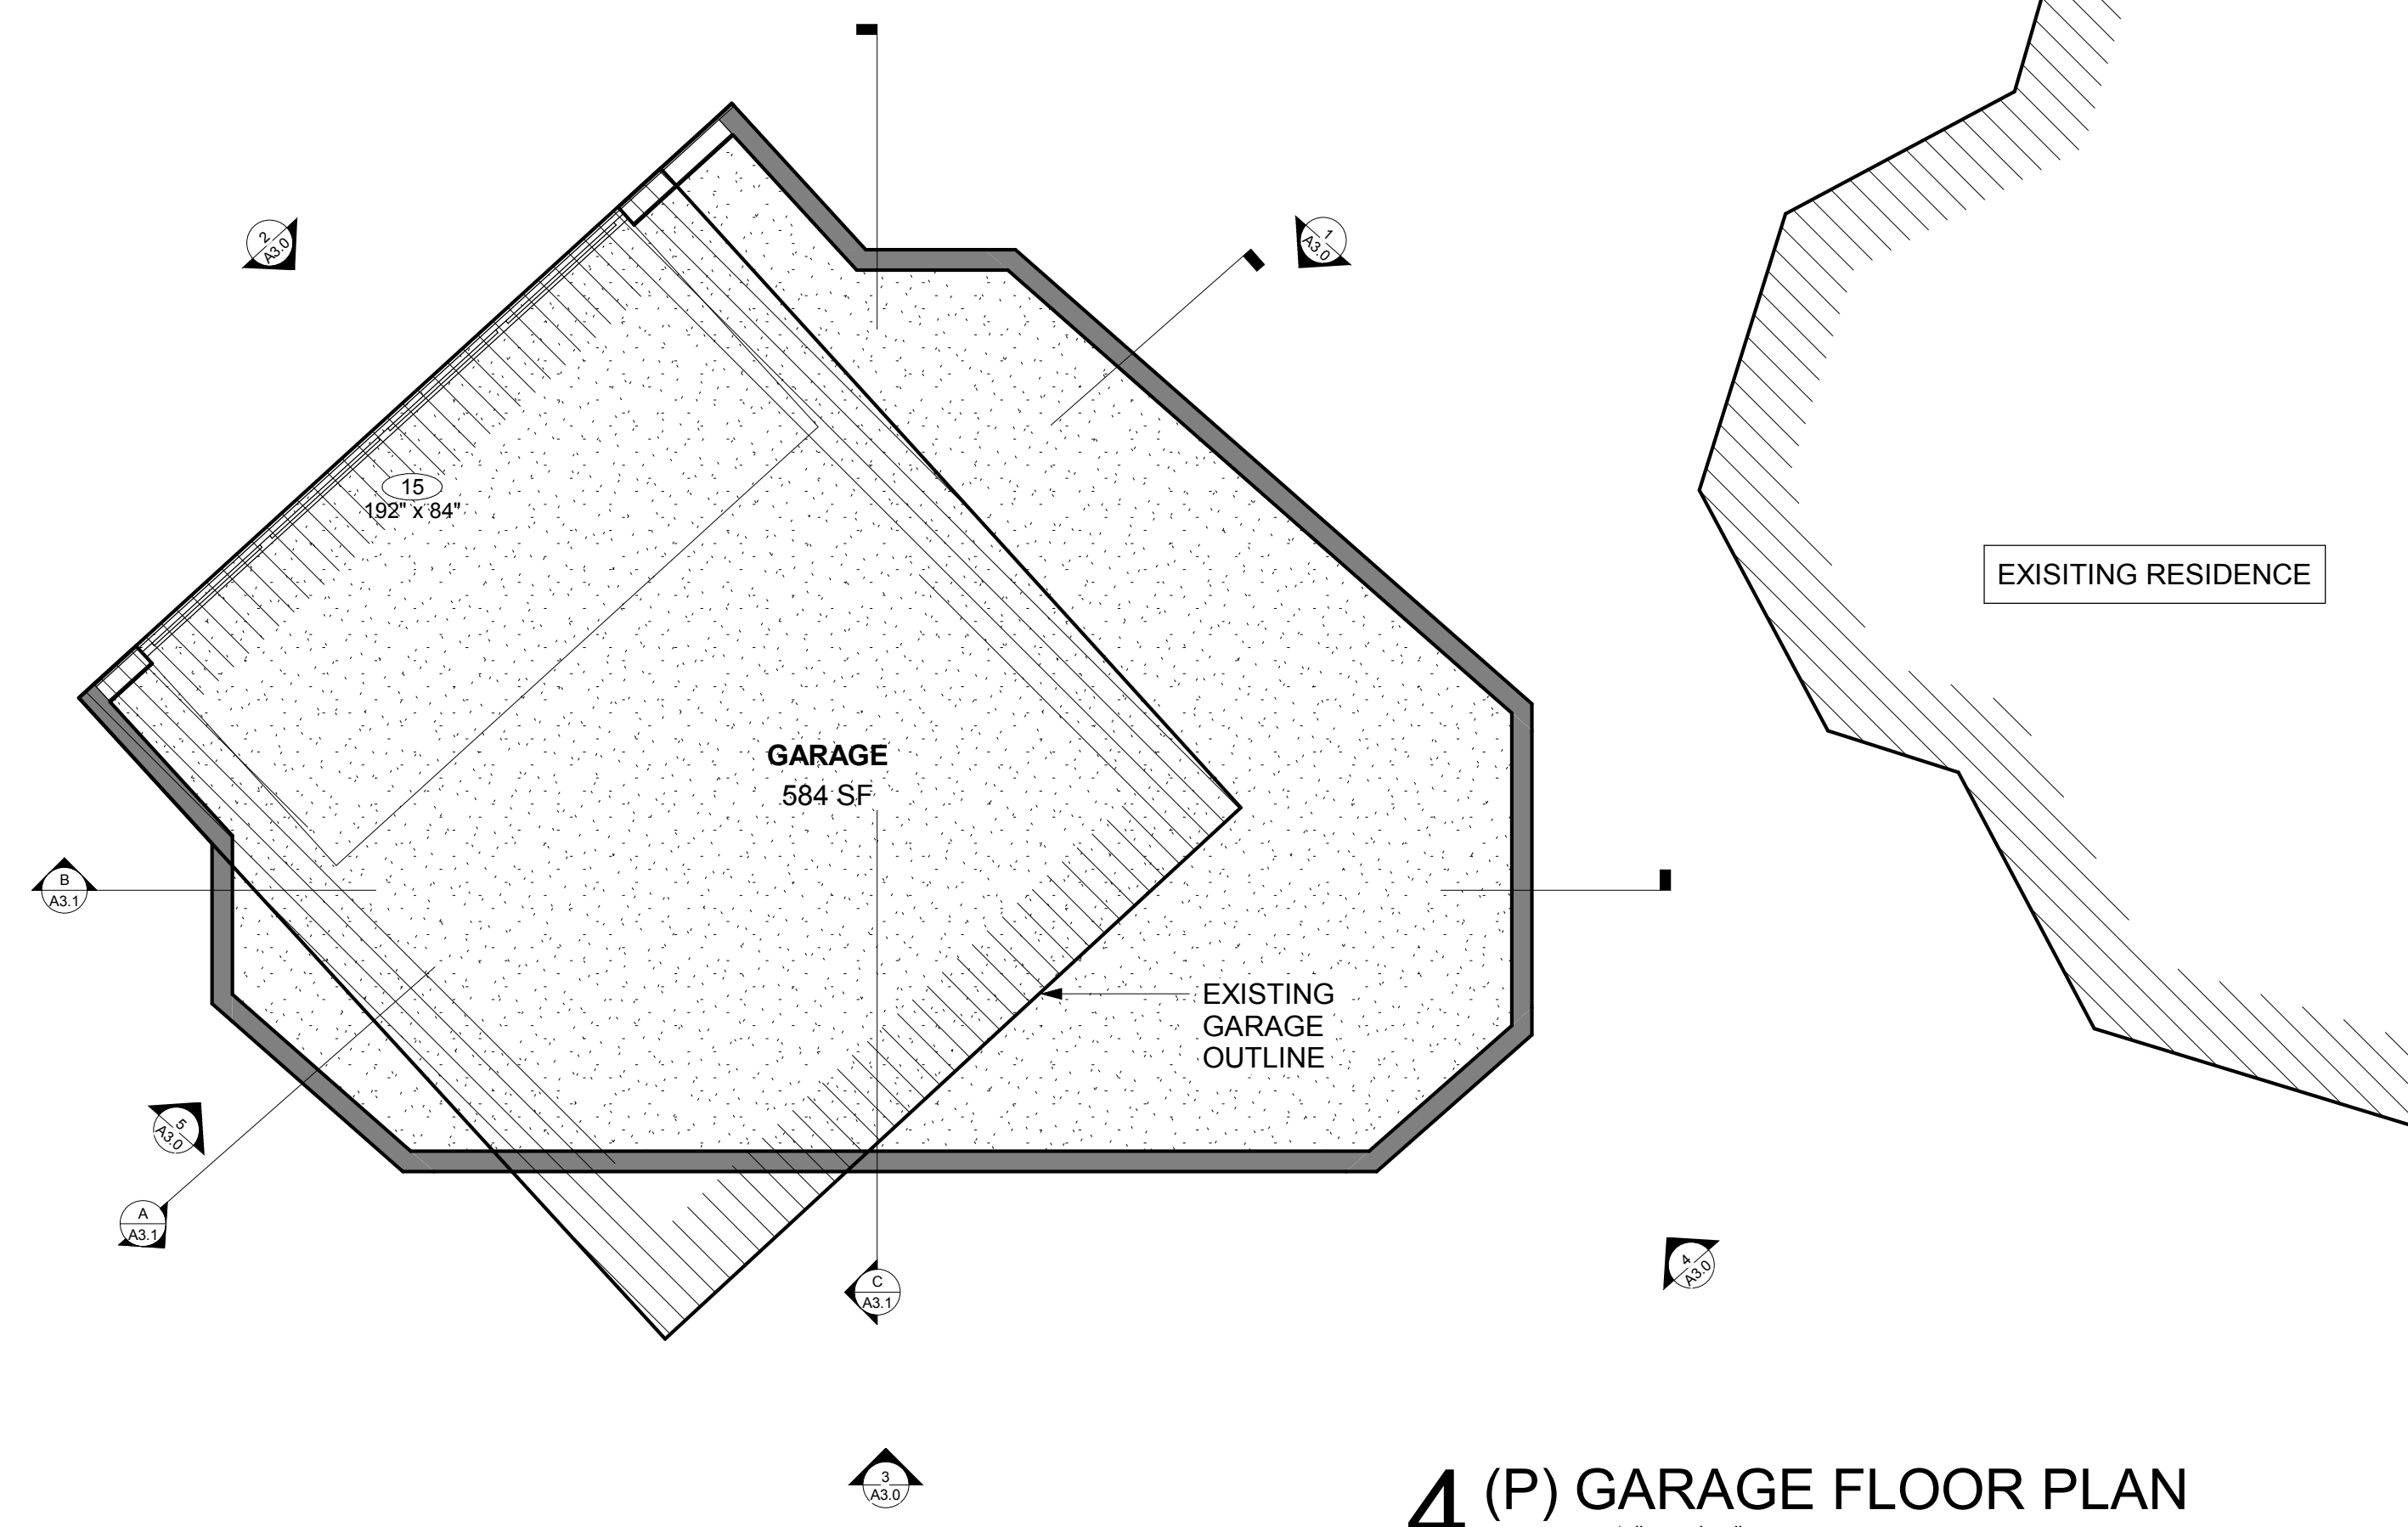 2
A3.0
1
A3.0
15
192" x 84"
EXISITING RESIDENCE
GARAGE
584 SF
B
A3.1
EXISTING
GARAGE
OUTLINE
5
A3.0
A
A3.1
C
A3.1
4
A3.0
3
A3.0
4 (P) GARAGE FLOOR PLAN